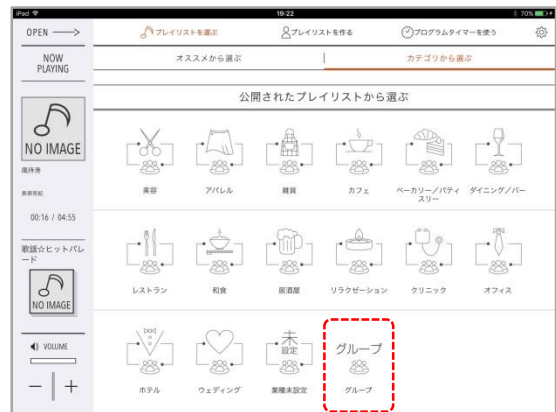 iPad
19:22
70%
OPEN
プレイリストを選ぶ
プレイリストを作る
プログラムタイマーを使う
NOW
PLAYING
オススメから選ぶ
カテゴリから選ぶ
公開されたプレイリストから選ぶ
NO IMAGE
風待港
00:16 / 04:55
歌謡☆ヒットパレ
ード
NO IMAGE
VOLUME
美容
アパレル
雑貨
カフェ
ベーカリー／パティ
スリー
ダイニング／バー
レストラン
和食
居酒屋
リラクゼーション
クリニック
オフィス
未
設定
グループ
ホテル
ウェディング
業種未設定
グループ